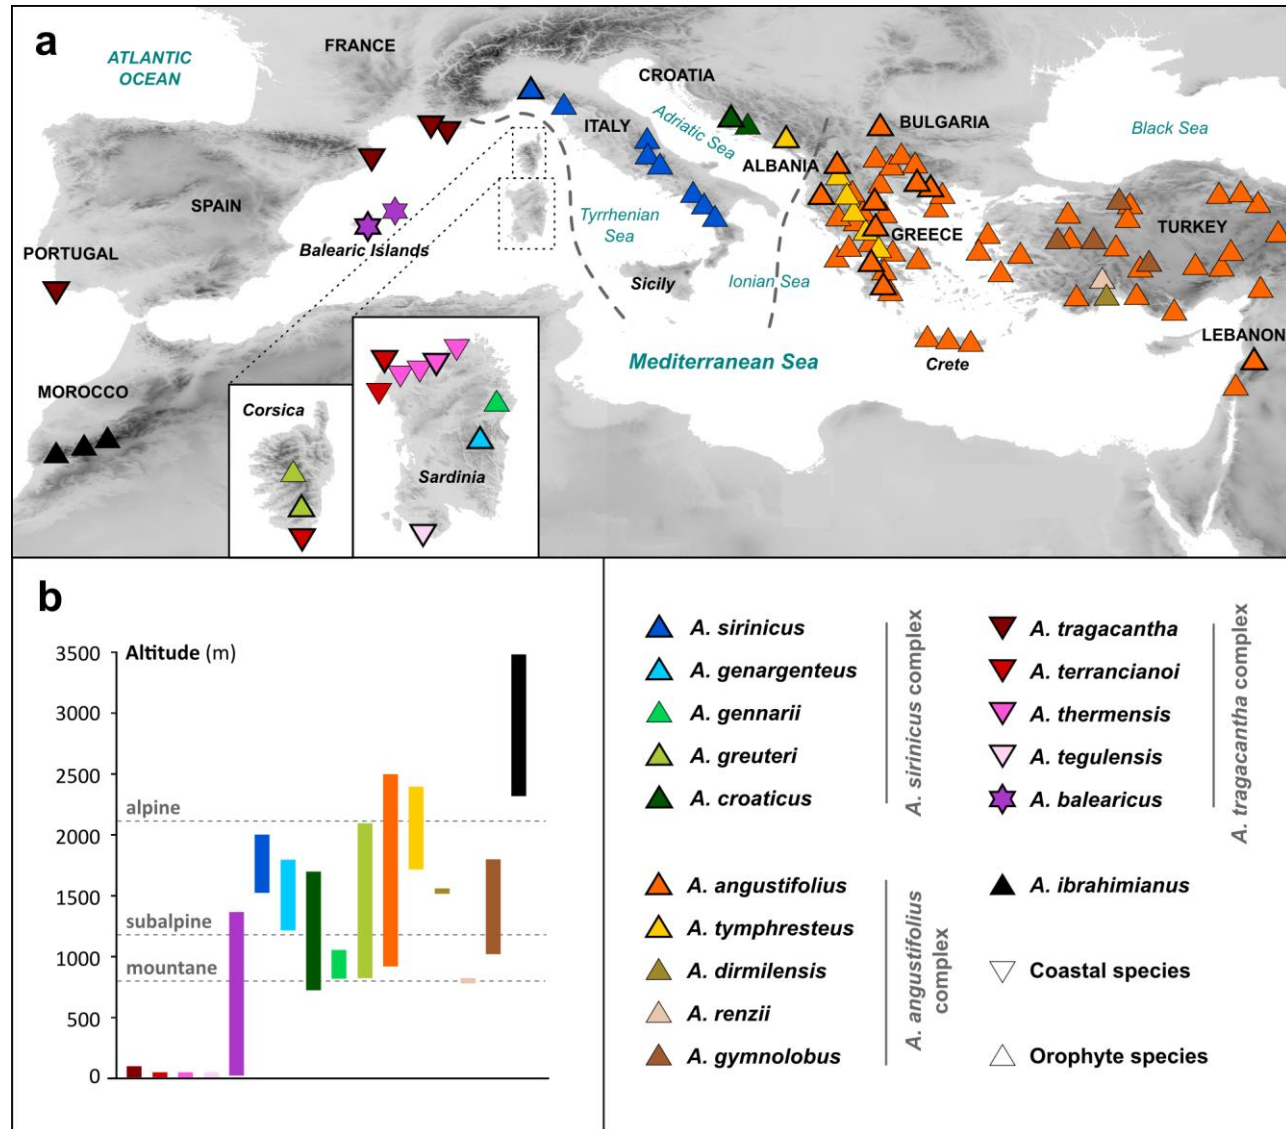 a
ATLANTIC
OCEAN
FRANCE
CROATIA
Adriatic Sea
ITALY
BULGARIA
Black Sea
ALBANIA
SPAIN
Balearic Islands
PORTUGAL
Tyrrhenian
Sea
GREECE
TURKEY
Sicily
Ionian Sea
Mediterranean Sea
Crete
LEBANON
MOROCCO
Corsica
Sardinia
b
Altitude (m)
3500
3000
2500
alpine
2000
1500
subalpine
1000
mountane
500
0
A. sirinicus
A. genargenteus
A. gennarii
A. greuteri
A. croaticus
A. sirinicus complex
A. angustifolius
A. tymphresteus
A. dirmilensis
A. renzii
A. gymnolobus
A. angustifolius
complex
A. tragacantha
A. terrancianoi
A. thermensis
A. tegulensis
A. balearicus
A. tragacantha complex
A. ibrahimianus
Coastal species
Orophyte species